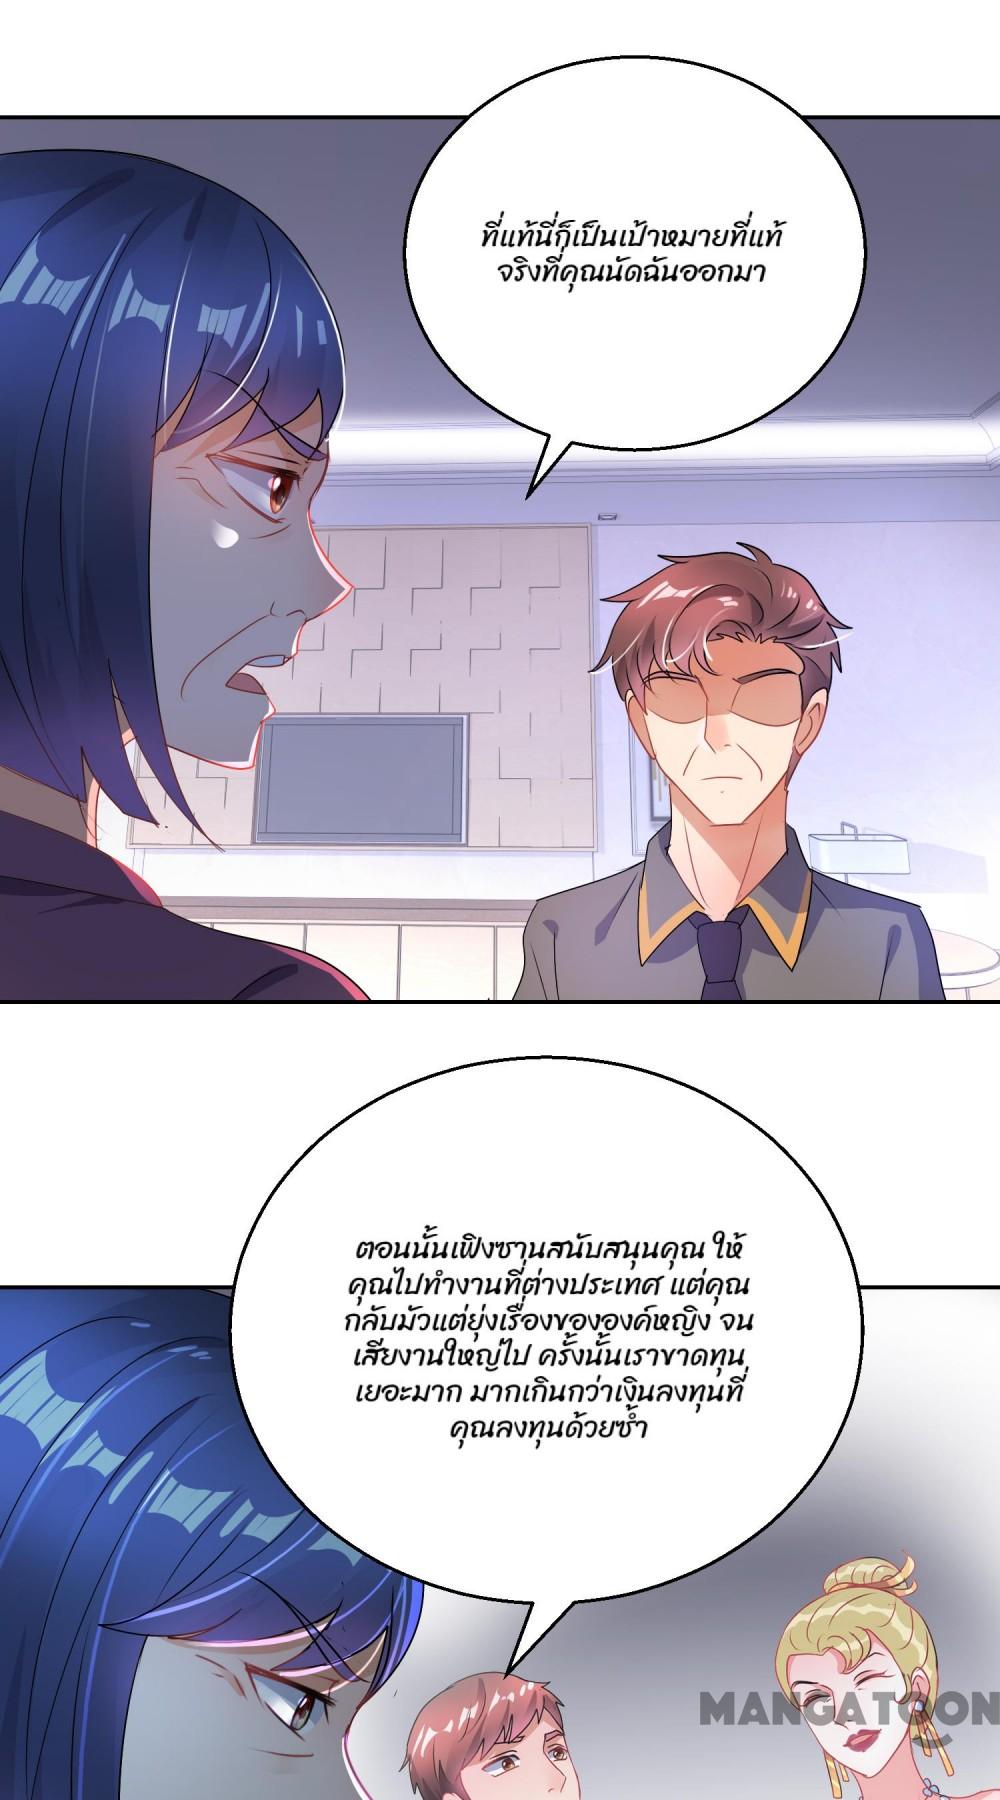 ที่แท้นี่ก็เป็นเป้าหมายที่แท้
จริงที่คุณนัดฉันออกมา
ตอนนั้นเฟิงซานสนับสนุนคุณ ให้
คุณไปทำงานที่ต่างประเทศ แต่คุณ
กลับมัวแต่ยุ่งเรื่องขององค์หญิง จน
เสียงานใหญ่ไป ครั้งนั้นเราขาดทุน
เยอะมาก มากเกินกว่าเงินลงทุนที่
คุณลงทุนด้วยซ้ำ
MANGATOON